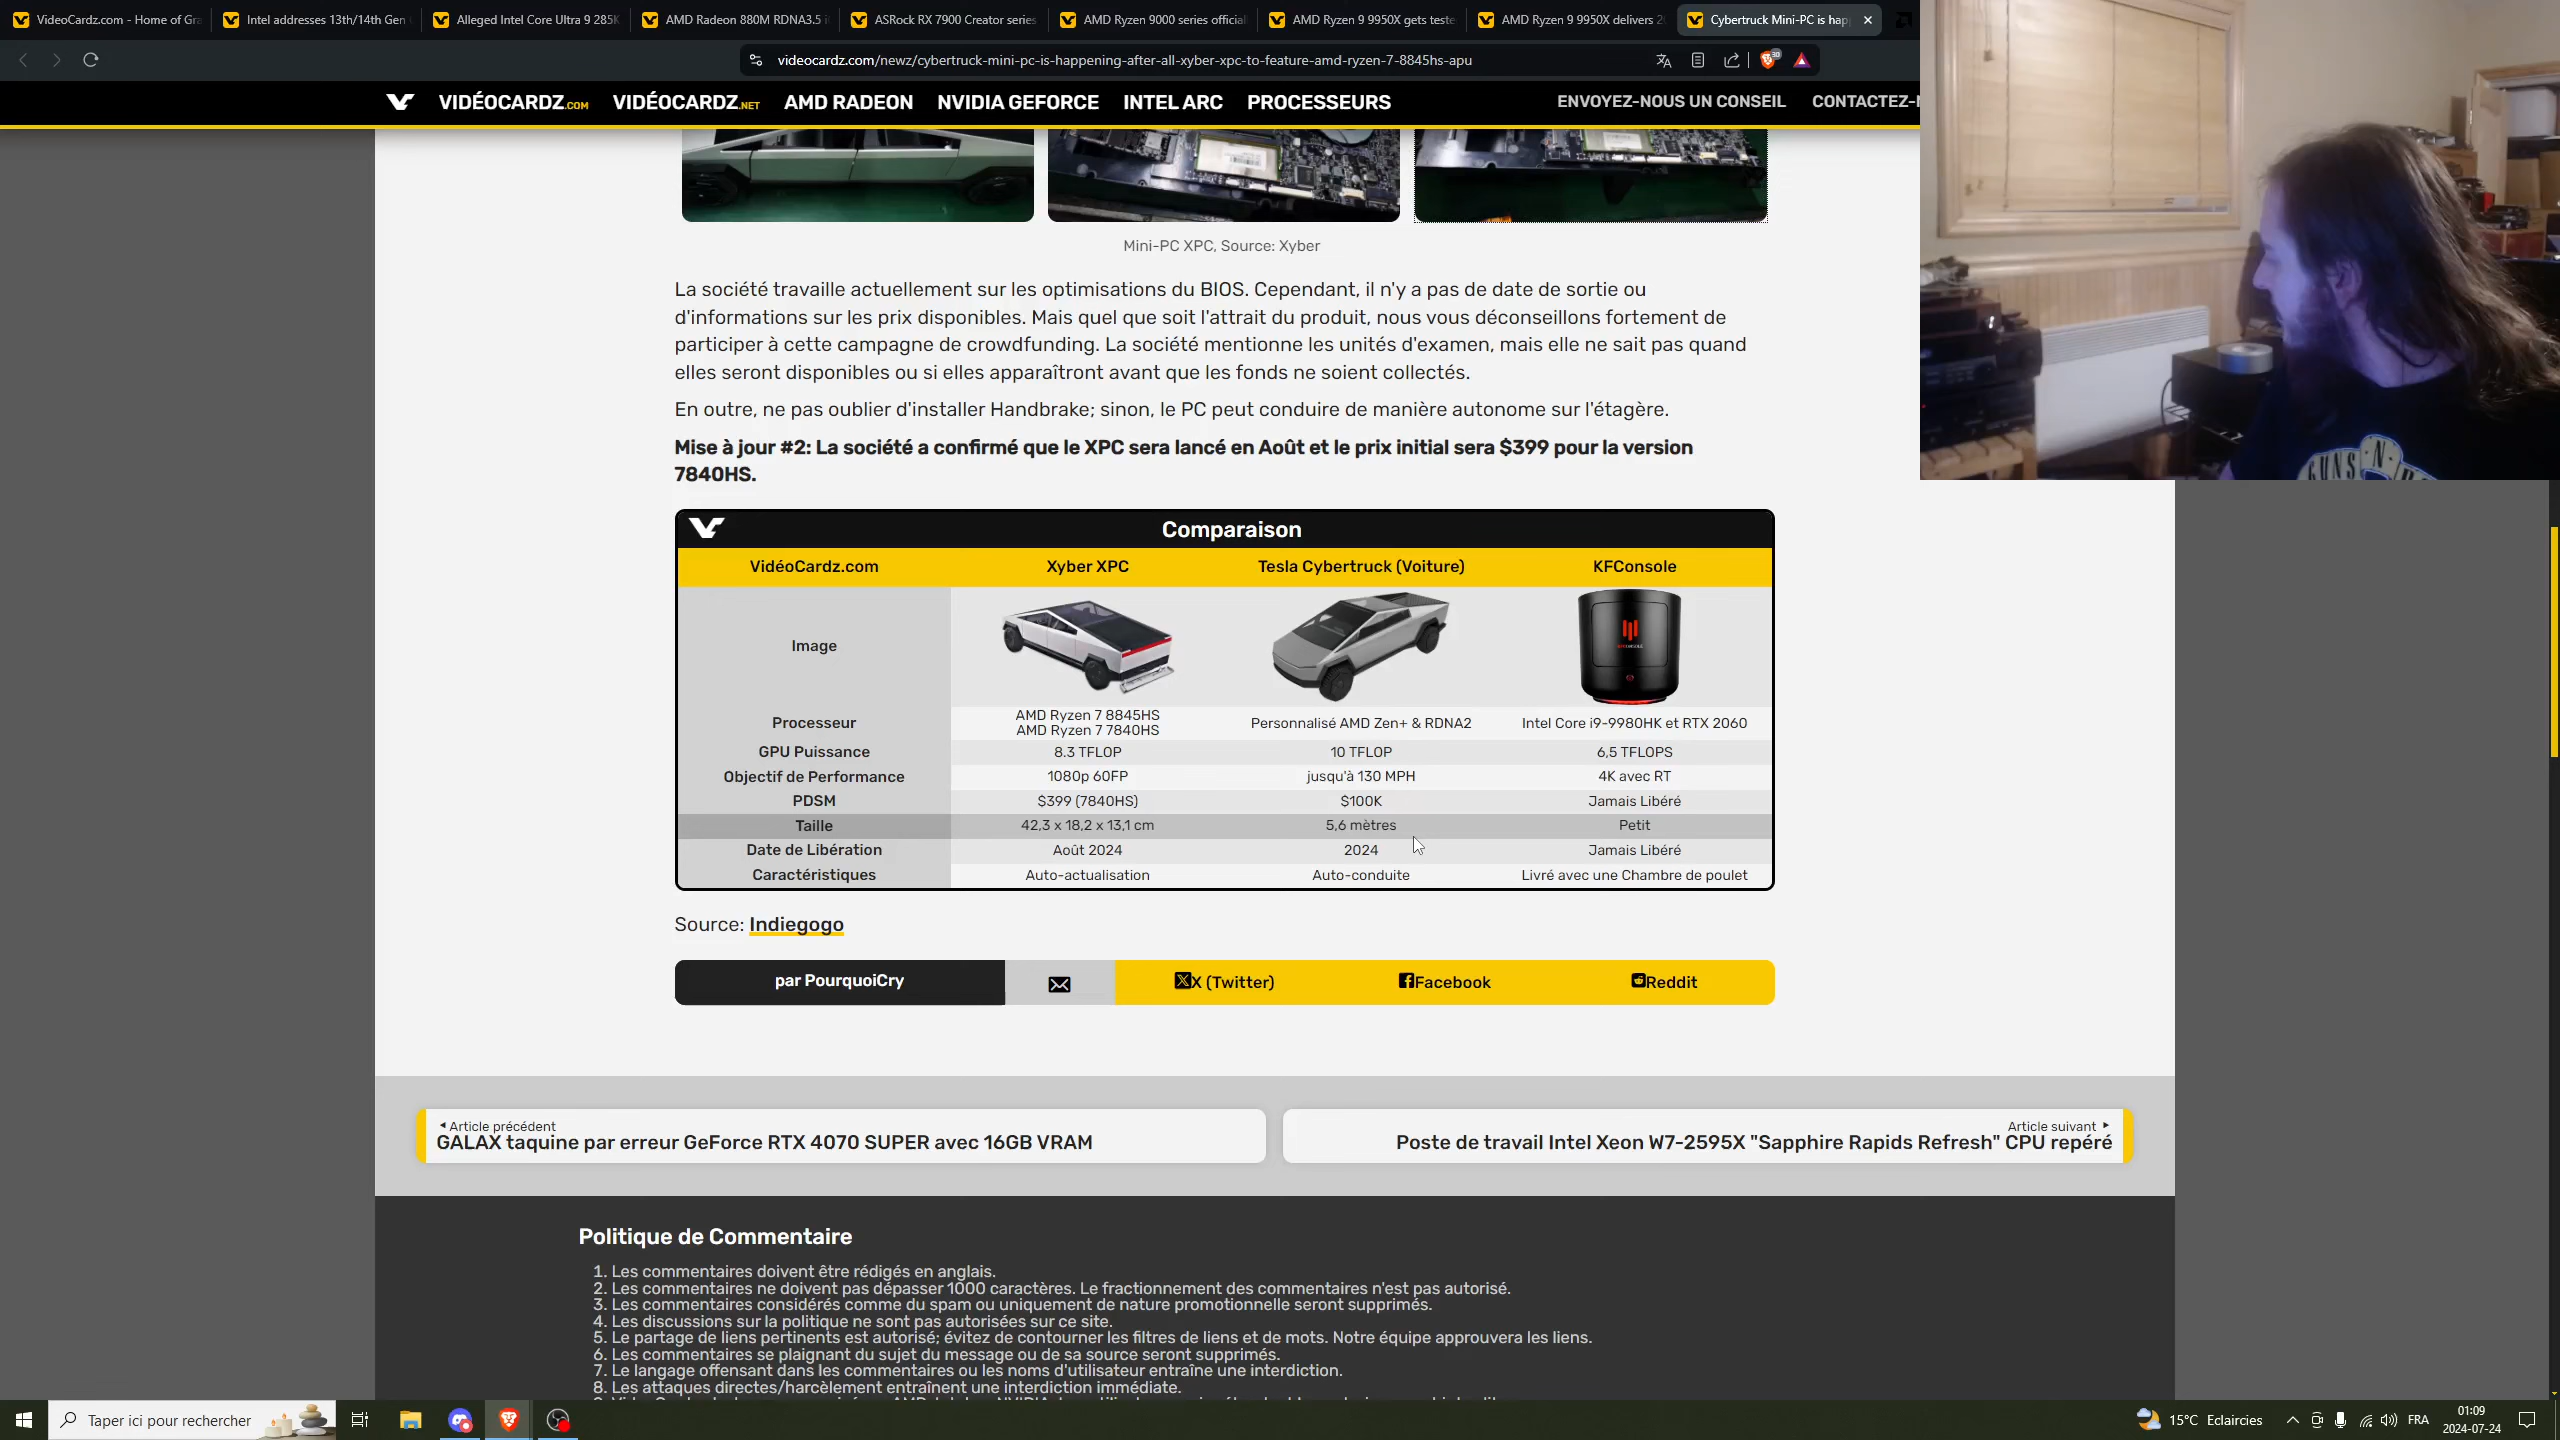 VideoCardz.com - Home of Gra
Intel addresses 13th/14th Gen
Alleged Intel Core Ultra 9 285K
AMD Radeon 880M RDNA3.5 i
ASRock RX 7900 Creator series
AMD Ryzen 9000 series official
AMD Ryzen 9 9950X gets teste
AMD Ryzen 9 9950X delivers 2
Cybertruck Mini-PC is hap
videocardz.com/newz/cybertruck-mini-pc-is-happening-after-all-xyber-xpc-to-feature-amd-ryzen-7-8845hs-apu
VIDÉOCARDZ.COM VIDÉOCARDZ.NET AMD RADEON NVIDIA GEFORCE INTEL ARC PROCESSEURS ENVOYEZ-NOUS UN CONSEIL CONTACTEZ-N
Mini-PC XPC, Source: Xyber
La société travaille actuellement sur les optimisations du BIOS. Cependant, il n'y a pas de date de sortie ou
d'informations sur les prix disponibles. Mais quel que soit l'attrait du produit, nous vous déconseillons fortement de
participer à cette campagne de crowdfunding. La société mentionne les unités d'examen, mais elle ne sait pas quand
elles seront disponibles ou si elles apparaîtront avant que les fonds ne soient collectés.
En outre, ne pas oublier d'installer Handbrake; sinon, le PC peut conduire de manière autonome sur l'étagère.
Mise à jour #2: La société a confirmé que le XPC sera lancé en Août et le prix initial sera $399 pour la version
7840HS.
Comparaison
VidéoCardz.com Xyber XPC Tesla Cybertruck (Voiture) KFConsole
Image
Processeur AMD Ryzen 7 8845HS
AMD Ryzen 7 7840HS Personnalisé AMD Zen+ & RDNA2 Intel Core i9-9980HK et RTX 2060
GPU Puissance 8.3 TFLOP 10 TFLOP 6,5 TFLOPS
Objectif de Performance 1080p 60FP jusqu'à 130 MPH 4K avec RT
PDSM $399 (7840HS) $100K Jamais Libéré
Taille 42,3 x 18,2 x 13,1 cm 5,6 mètres Petit
Date de Libération Août 2024 2024 Jamais Libéré
Caractéristiques Auto-actualisation Auto-conduite Livré avec une Chambre de poulet
Source: Indiegogo
par PourquoiCry X (Twitter) Facebook Reddit
Article précédent
GALAX taquine par erreur GeForce RTX 4070 SUPER avec 16GB VRAM
Article suivant
Poste de travail Intel Xeon W7-2595X "Sapphire Rapids Refresh" CPU repéré
Politique de Commentaire
1. Les commentaires doivent être rédigés en anglais.
2. Les commentaires ne doivent pas dépasser 1000 caractères. Le fractionnement des commentaires n'est pas autorisé.
3. Les commentaires considérés comme du spam ou uniquement de nature promotionnelle seront supprimés.
4. Les discussions sur la politique ne sont pas autorisées sur ce site.
5. Le partage de liens pertinents est autorisé; évitez de contourner les filtres de liens et de mots. Notre équipe approuvera les liens.
6. Les commentaires se plaignant du sujet du message ou de sa source seront supprimés.
7. Le langage offensant dans les commentaires ou les noms d'utilisateur entraîne une interdiction.
8. Les attaques directes/harcèlement entraînent une interdiction immédiate.
GUNS N
Taper ici pour rechercher
15°C Eclaircies
FRA
01:09
2024-07-24